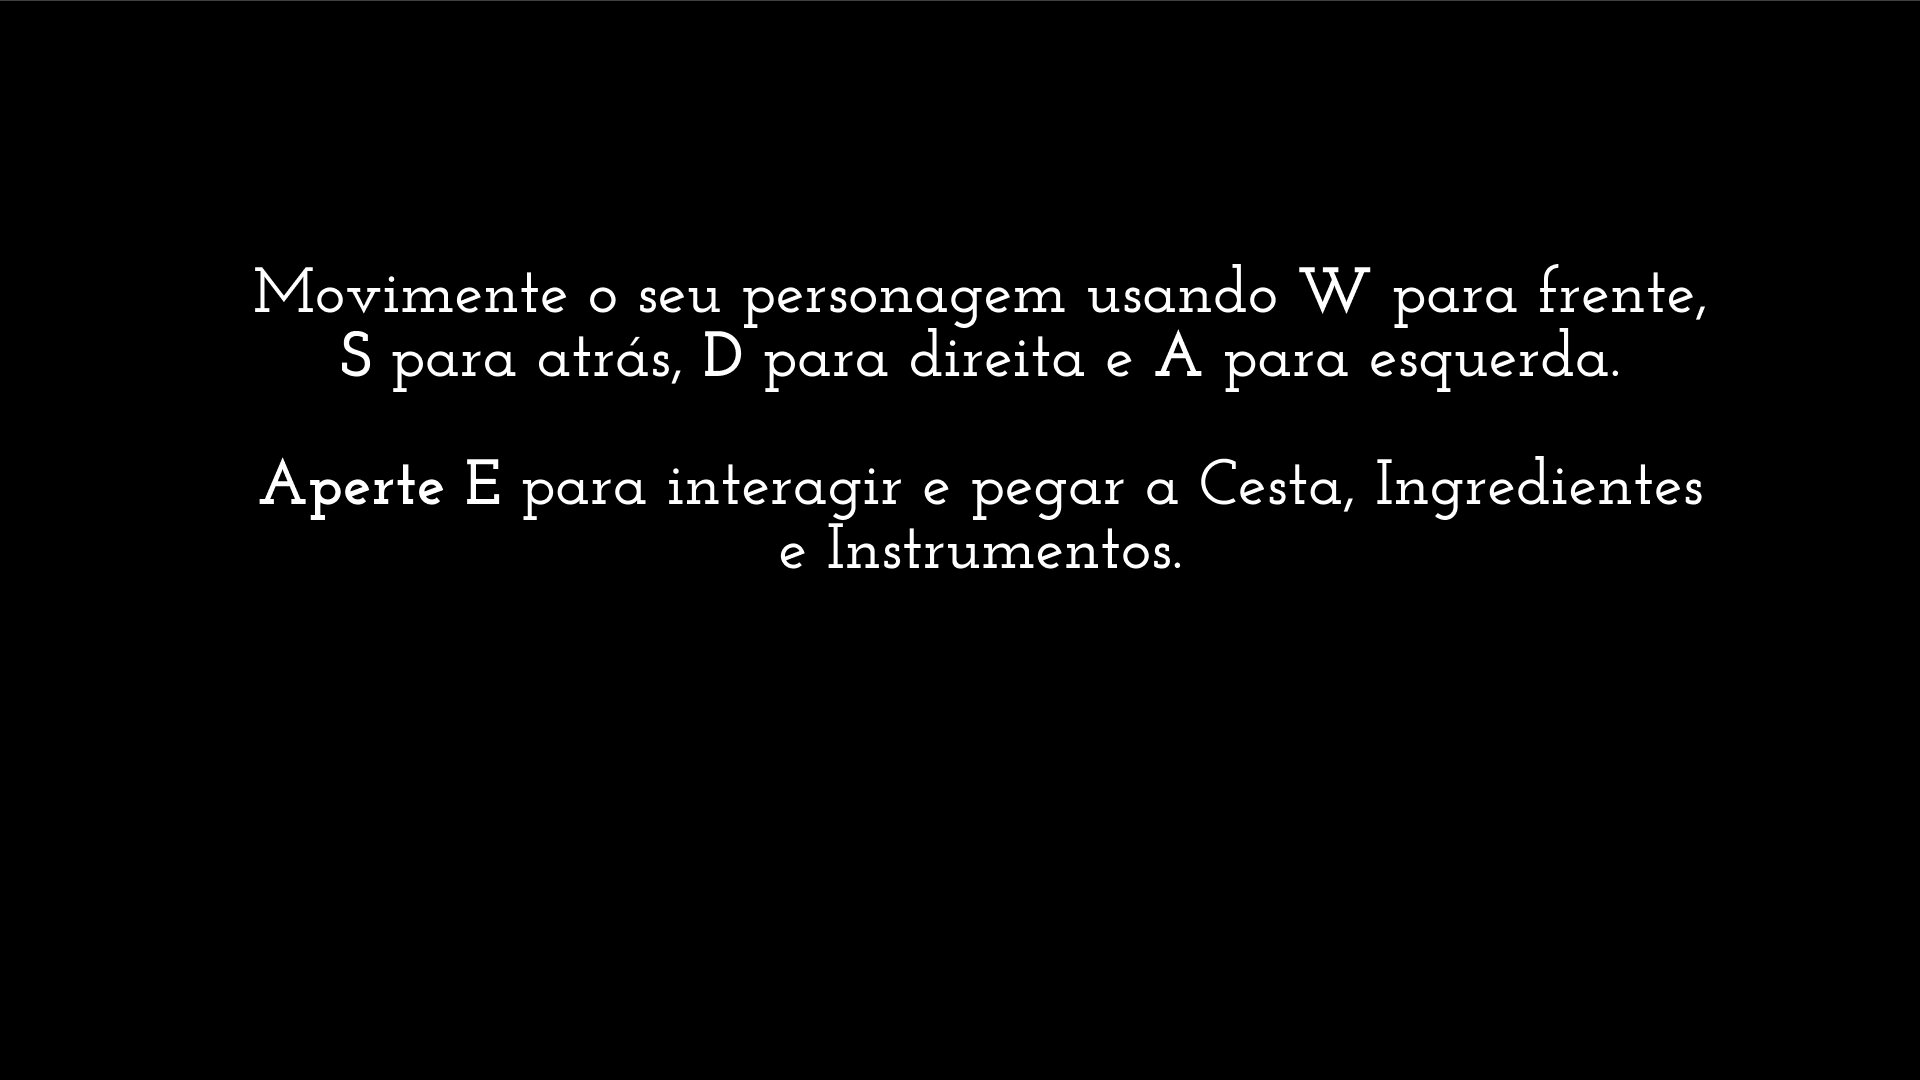 Movimente o seu personagem usando W para frente,
S para atrás, D para direita e A para esquerda.
Aperte E para interagir e pegar a Cesta, Ingredientes
e Instrumentos.